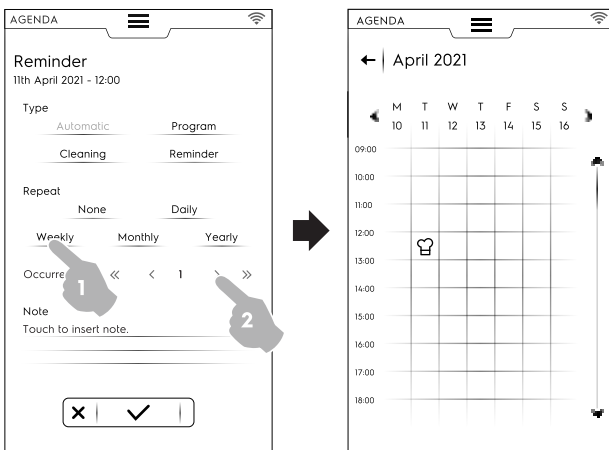 AGENDA
Reminder
11th April 2021 - 12:00
Type
Automatic Program
Cleaning Reminder
Repeat
None Daily
Weekly Monthly Yearly
Occurre « < 1 > »
1
2
Note
Touch to insert note.
AGENDA
April 2021
M T W T F S S
10 11 12 13 14 15 16
09:00
10:00
11:00
12:00
13:00
14:00
15:00
16:00
17:00
18:00